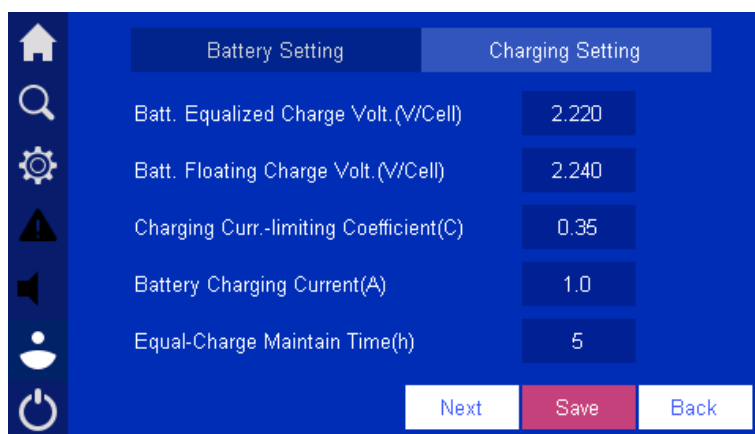 Battery Setting Charging Setting
Batt. Equalized Charge Volt.(V/Cell) 2.220
Batt. Floating Charge Volt.(V/Cell) 2.240
Charging Curr.-limiting Coefficient(C) 0.35
Battery Charging Current(A) 1.0
Equal-Charge Maintain Time(h) 5
Next Save Back